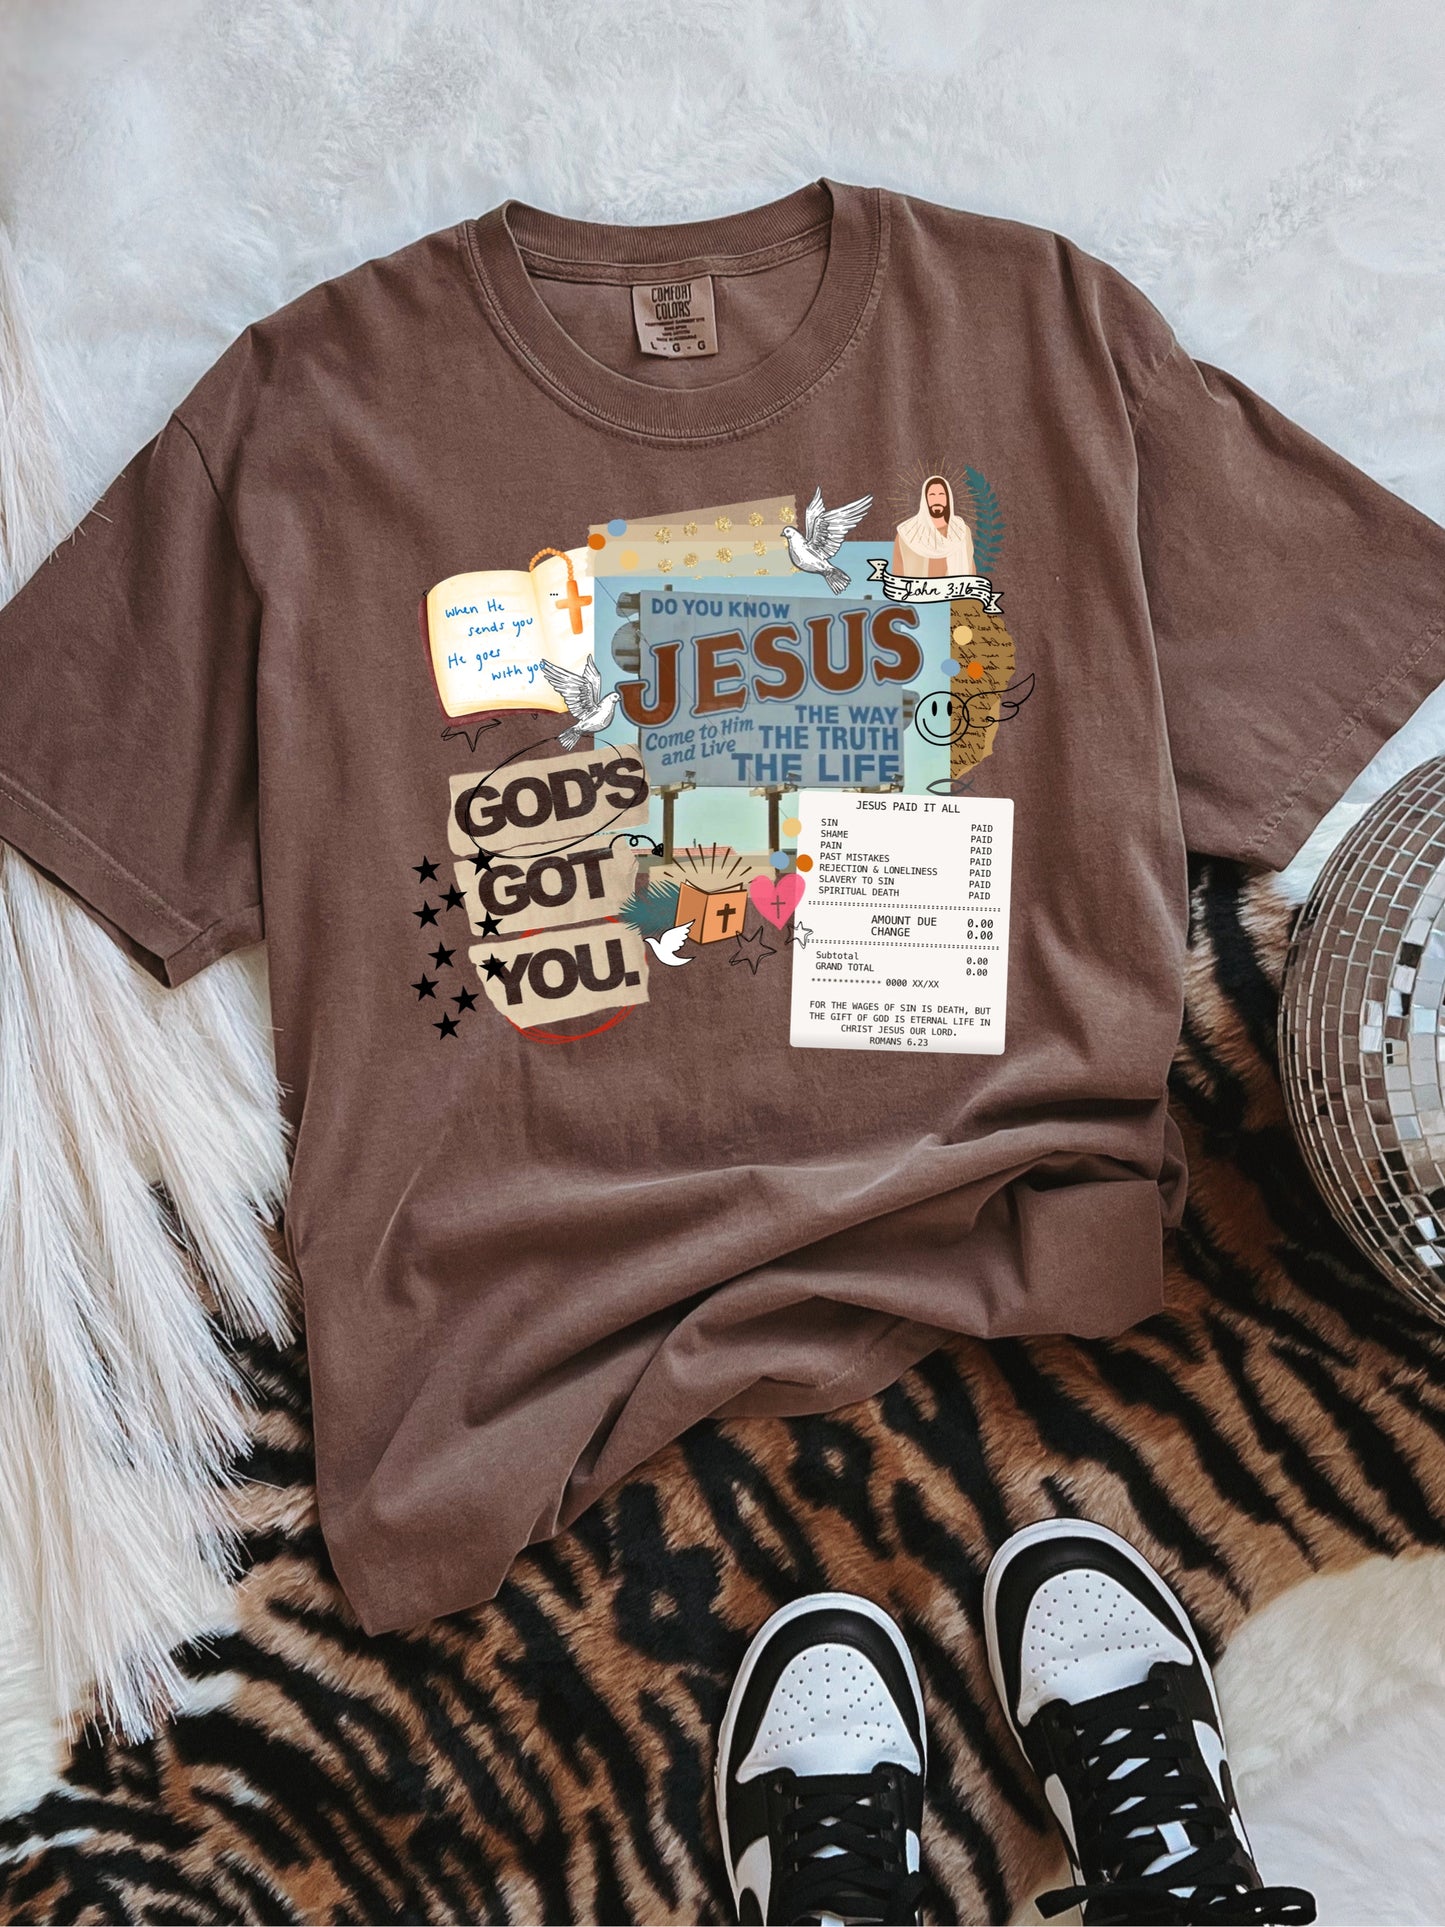 COMFORT
COLORS
L - G - G
John 3:16
when He
sends you
He goes
with you
...
DO YOU KNOW
JESUS
Come to Him
and Live
THE WAY
THE TRUTH
THE LIFE
GOD'S
GOT
YOU.
JESUS PAID IT ALL
SIN PAID
SHAME PAID
PAIN PAID
PAST MISTAKES PAID
REJECTION & LONELINESS PAID
SLAVERY TO SIN PAID
SPIRITUAL DEATH PAID
AMOUNT DUE 0.00
CHANGE 0.00
Subtotal 0.00
GRAND TOTAL 0.00
************* 0000 XX/XX
FOR THE WAGES OF SIN IS DEATH, BUT
THE GIFT OF GOD IS ETERNAL LIFE IN
CHRIST JESUS OUR LORD.
ROMANS 6.23